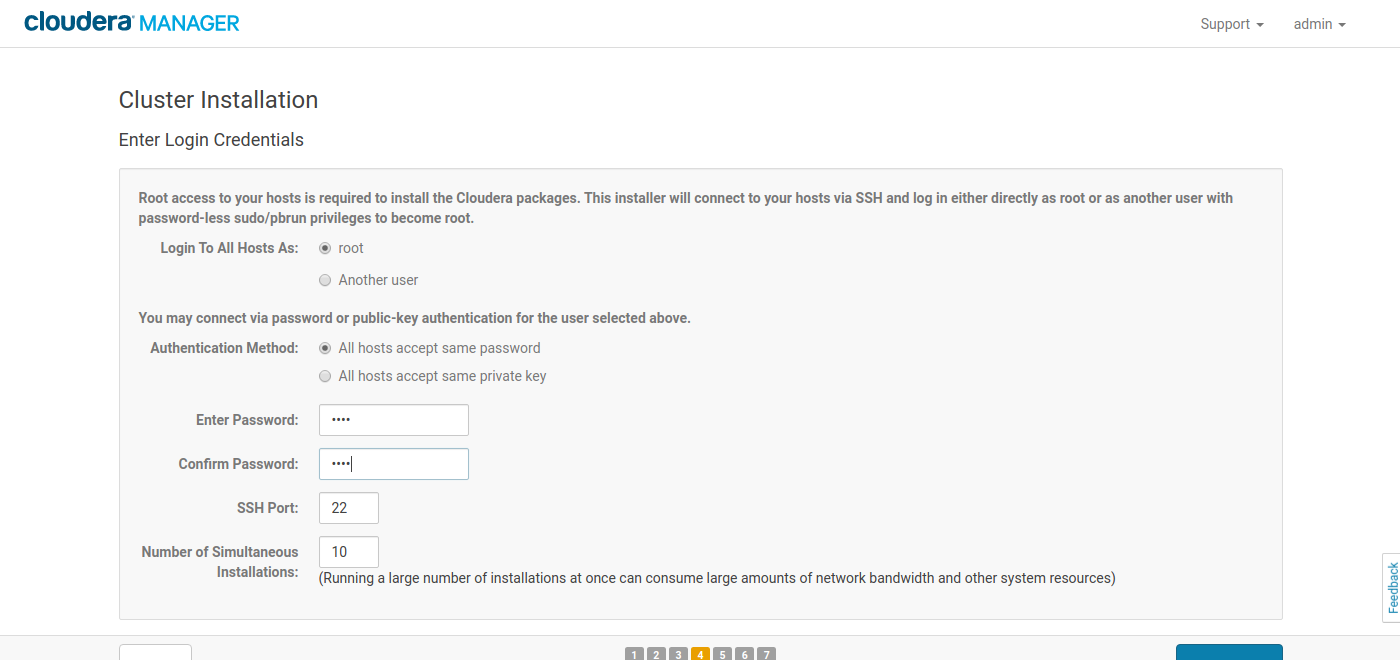 cloudera MANAGER
Support admin
Cluster Installation
Enter Login Credentials
Root access to your hosts is required to install the Cloudera packages. This installer will connect to your hosts via SSH and log in either directly as root or as another user with
password-less sudo/pbrun privileges to become root.
Login To All Hosts As: root
Another user
You may connect via password or public-key authentication for the user selected above.
Authentication Method: All hosts accept same password
All hosts accept same private key
Enter Password: ••••
Confirm Password: ••••
SSH Port: 22
Number of Simultaneous 10
Installations: (Running a large number of installations at once can consume large amounts of network bandwidth and other system resources)
Feedback
1 2 3 4 5 6 7